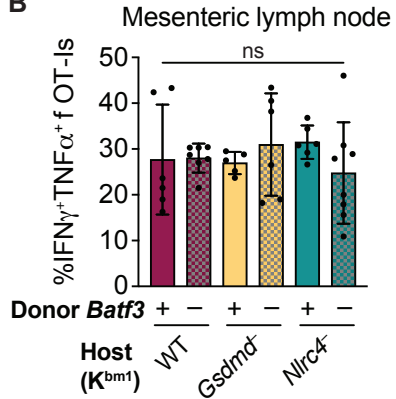 B
Mesenteric lymph node
ns
%IFNγ⁺TNFα⁺ f OT-Is
50
40
30
20
10
0
Donor Batf3 + − + − + −
Host (Kᵇᵐ¹)
WT Gsdmd⁻ Nlrc4⁻